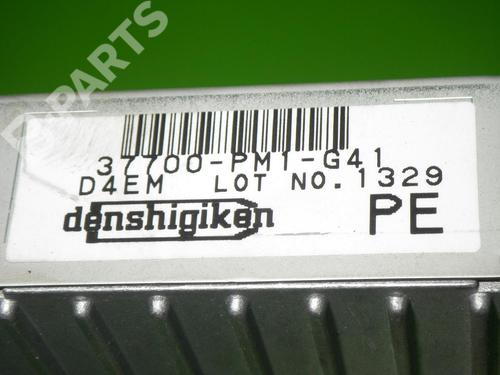 B-PARTS
37700-PM1-G41
D4EM LOT NO. 1329
denshigiken
PE